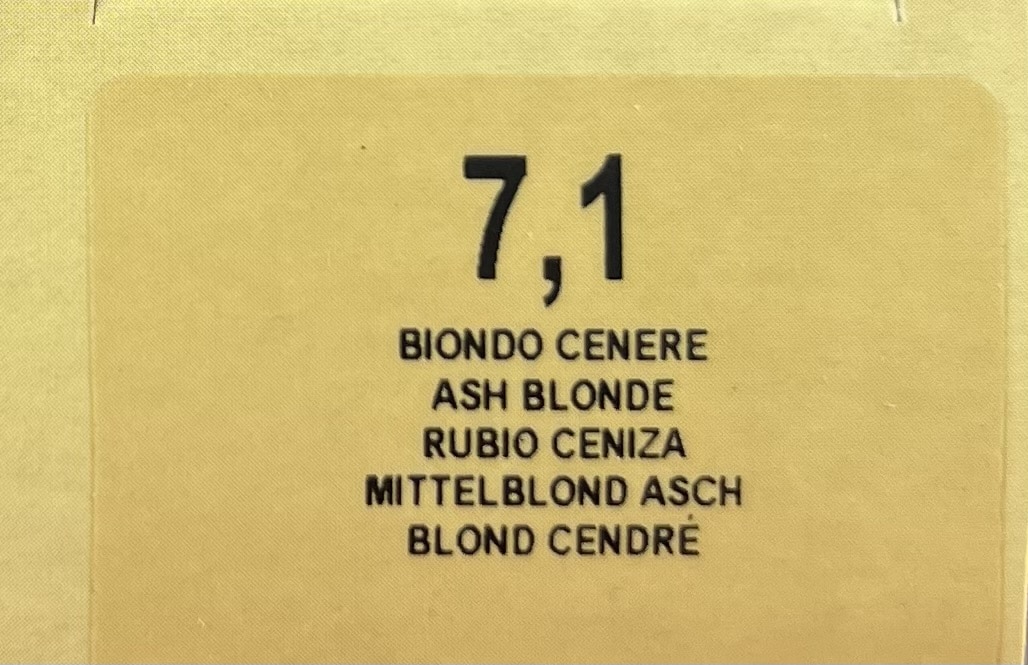 7,1
BIONDO CENERE
ASH BLONDE
RUBIO CENIZA
MITTELBLOND ASCH
BLOND CENDRÉ